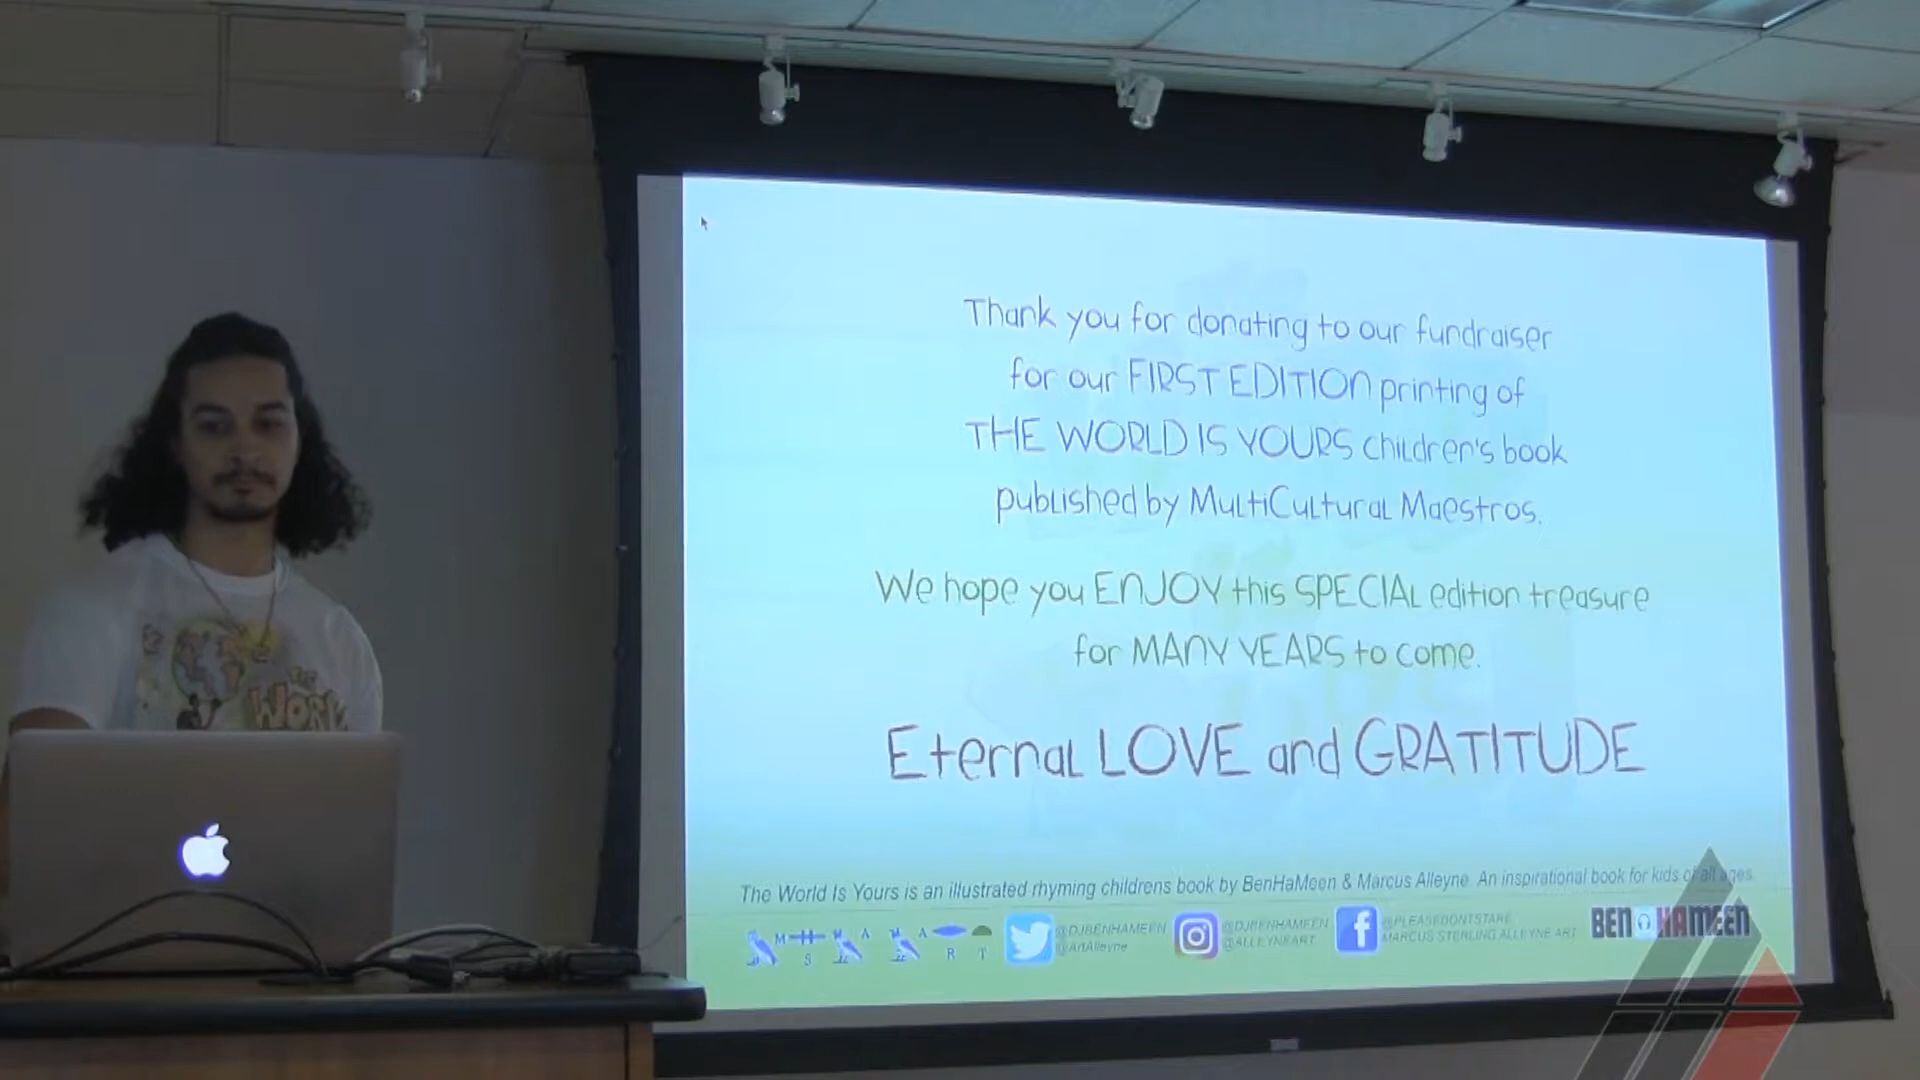 Thank you for donating to our fundraiser
for our FIRST EDITION printing of
THE WORLD IS YOURS children's book
published by MultiCultural Maestros.
We hope you ENJOY this SPECIAL edition treasure
for MANY YEARS to come.
Eternal LOVE and GRATITUDE
The World Is Yours is an illustrated rhyming childrens book by BenHaMeen & Marcus Alleyne. An inspirational book for kids of all ages.
@DJBENHAMEEN
@ArtAlleyne
@DJBENHAMEEN
@ALLEYNEART
@PLEASEDONTSTARE
MARCUS STERLING ALLEYNE ART
BEN HAMEEN
THE
WORL